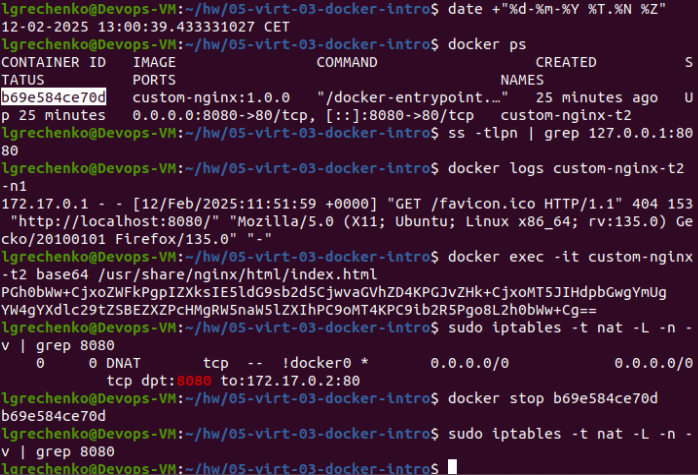 lgrechenko@Devops-VM:~/hw/05-virt-03-docker-intro$ date +"%d-%m-%Y %T.%N %Z"
12-02-2025 13:00:39.433331027 CET
lgrechenko@Devops-VM:~/hw/05-virt-03-docker-intro$ docker ps
CONTAINER ID   IMAGE                COMMAND                  CREATED          S
TATUS          PORTS                                     NAMES
b69e584ce70d   custom-nginx:1.0.0   "/docker-entrypoint.…"   25 minutes ago   U
p 25 minutes   0.0.0.0:8080->80/tcp, [::]:8080->80/tcp   custom-nginx-t2
lgrechenko@Devops-VM:~/hw/05-virt-03-docker-intro$ ss -tlpn | grep 127.0.0.1:8
080
lgrechenko@Devops-VM:~/hw/05-virt-03-docker-intro$ docker logs custom-nginx-t2
-n1
172.17.0.1 - - [12/Feb/2025:11:51:59 +0000] "GET /favicon.ico HTTP/1.1" 404 153
"http://localhost:8080/" "Mozilla/5.0 (X11; Ubuntu; Linux x86_64; rv:135.0) Ge
cko/20100101 Firefox/135.0" "-"
lgrechenko@Devops-VM:~/hw/05-virt-03-docker-intro$ docker exec -it custom-nginx
-t2 base64 /usr/share/nginx/html/index.html
PGh0bWw+CjxoZWFkPgpIZXksIE5ldG9sb2d5CjwvaGVhZD4KPGJvZHk+CjxoMT5JIHdpbGwgYmUg
YW4gYXdlc29tZSBEZXZPcHMgRW5naW5lZXIhPC9oMT4KPC9ib2R5Pgo8L2h0bWw+Cg==
lgrechenko@Devops-VM:~/hw/05-virt-03-docker-intro$ sudo iptables -t nat -L -n -
v | grep 8080
0     0 DNAT       tcp  --  !docker0 *       0.0.0.0/0            0.0.0.0/0
tcp dpt:8080 to:172.17.0.2:80
lgrechenko@Devops-VM:~/hw/05-virt-03-docker-intro$ docker stop b69e584ce70d
b69e584ce70d
lgrechenko@Devops-VM:~/hw/05-virt-03-docker-intro$ sudo iptables -t nat -L -n -
v | grep 8080
lgrechenko@Devops-VM:~/hw/05-virt-03-docker-intro$